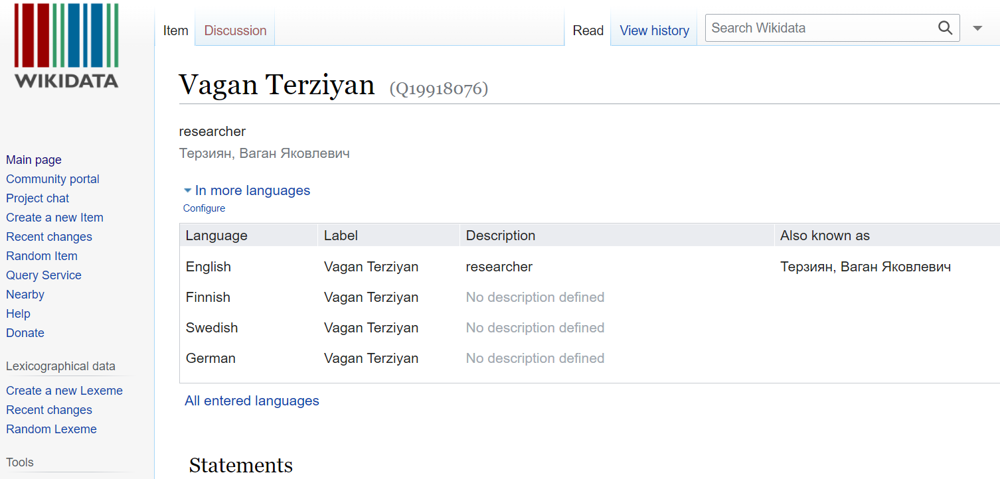 WIKIDATA
Item Discussion Read View history Search Wikidata
Vagan Terziyan (Q19918076)
researcher
Терзиян, Ваган Яковлевич
In more languages
Configure
Language Label Description Also known as
English Vagan Terziyan researcher Терзиян, Ваган Яковлевич
Finnish Vagan Terziyan No description defined
Swedish Vagan Terziyan No description defined
German Vagan Terziyan No description defined
All entered languages
Statements
Main page
Community portal
Project chat
Create a new Item
Recent changes
Random Item
Query Service
Nearby
Help
Donate
Lexicographical data
Create a new Lexeme
Recent changes
Random Lexeme
Tools